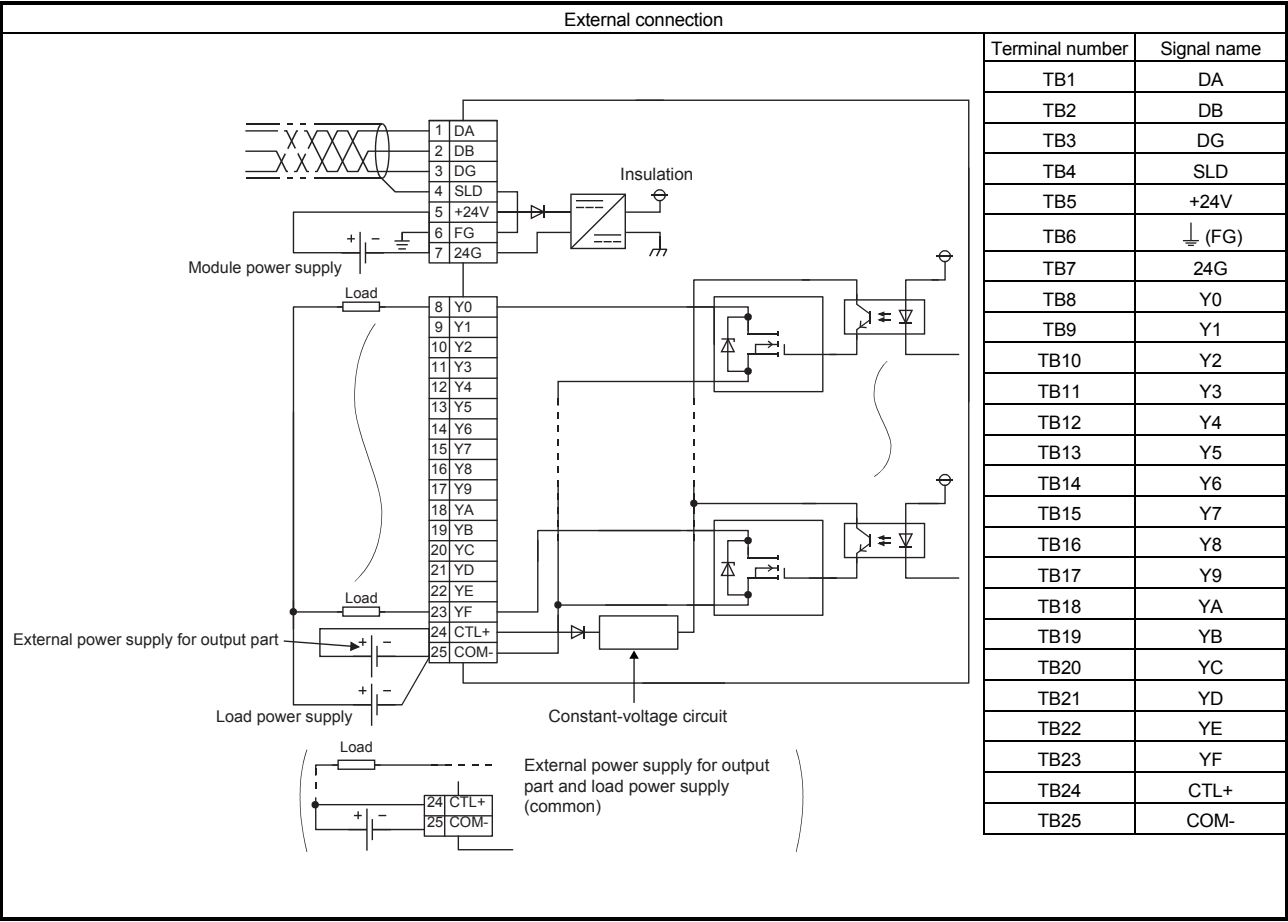 External connection
Terminal number Signal name
TB1 DA
TB2 DB
TB3 DG
TB4 SLD
TB5 +24V
TB6 ⏚ (FG)
TB7 24G
TB8 Y0
TB9 Y1
TB10 Y2
TB11 Y3
TB12 Y4
TB13 Y5
TB14 Y6
TB15 Y7
TB16 Y8
TB17 Y9
TB18 YA
TB19 YB
TB20 YC
TB21 YD
TB22 YE
TB23 YF
TB24 CTL+
TB25 COM-
1 DA
2 DB
3 DG
4 SLD
5 +24V
6 FG
7 24G
Insulation
+ −
Module power supply
Load
8 Y0
9 Y1
10 Y2
11 Y3
12 Y4
13 Y5
14 Y6
15 Y7
16 Y8
17 Y9
18 YA
19 YB
20 YC
21 YD
22 YE
23 YF
24 CTL+
25 COM-
Load
External power supply for output part
+ −
+ −
Load power supply
Constant-voltage circuit
Load
24 CTL+
25 COM-
+ −
External power supply for output
part and load power supply
(common)